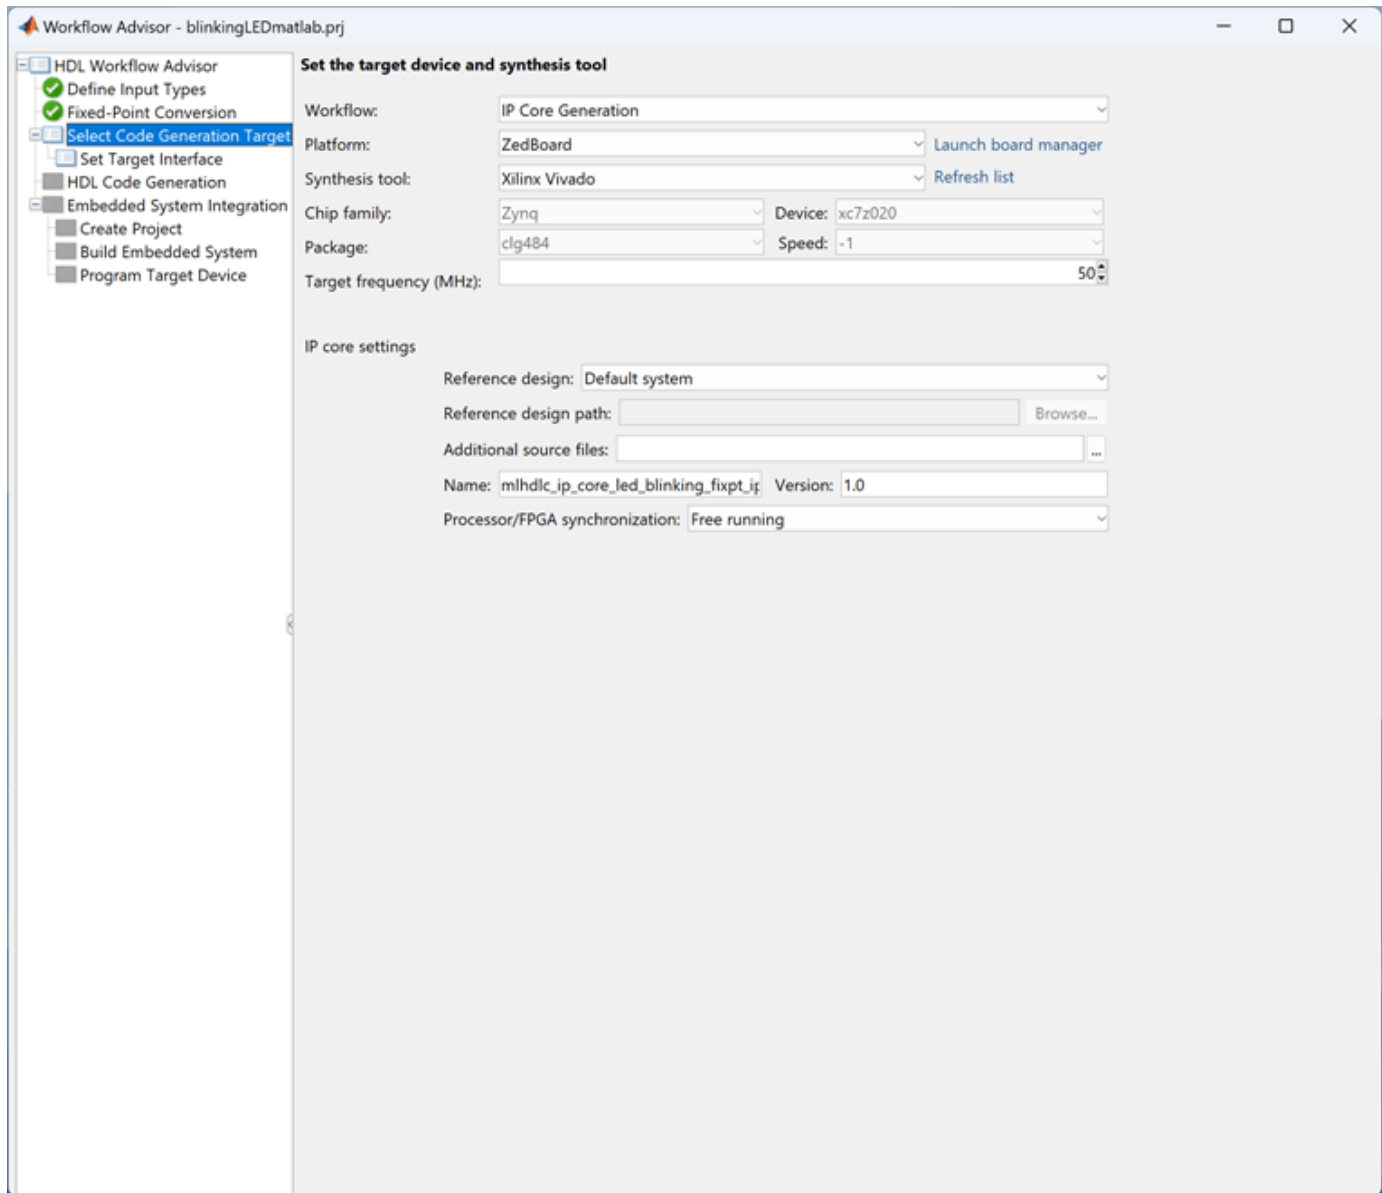 Workflow Advisor - blinkingLEDmatlab.prj
HDL Workflow Advisor
Define Input Types
Fixed-Point Conversion
Select Code Generation Target
Set Target Interface
HDL Code Generation
Embedded System Integration
Create Project
Build Embedded System
Program Target Device
Set the target device and synthesis tool
Workflow: IP Core Generation
Platform: ZedBoard Launch board manager
Synthesis tool: Xilinx Vivado Refresh list
Chip family: Zynq Device: xc7z020
Package: clg484 Speed: -1
Target frequency (MHz): 50
IP core settings
Reference design: Default system
Reference design path: Browse...
Additional source files: ...
Name: mlhdlc_ip_core_led_blinking_fixpt_ip Version: 1.0
Processor/FPGA synchronization: Free running